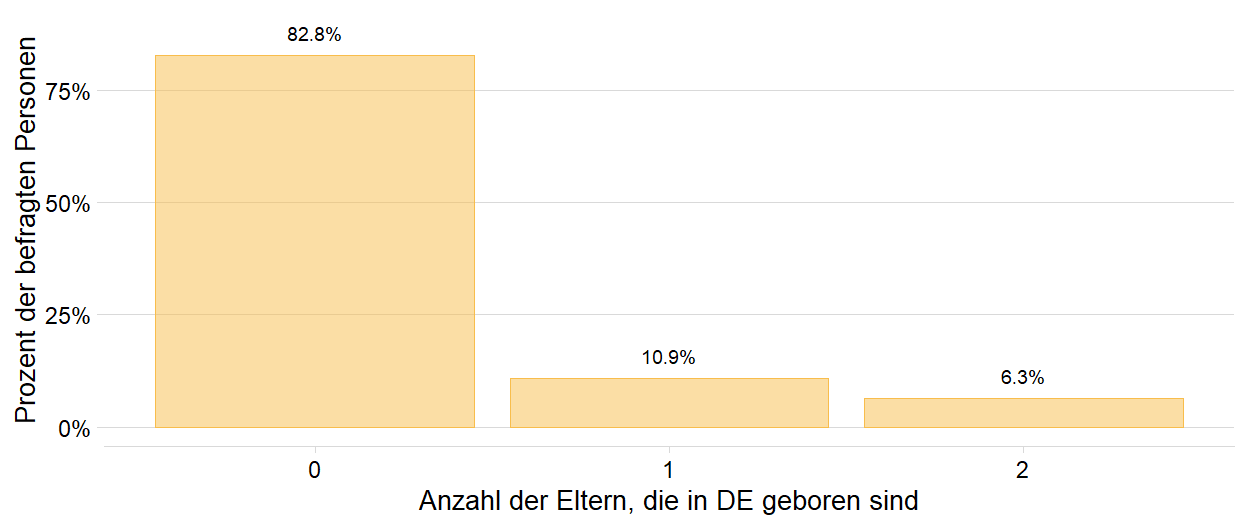 Prozent der befragten Personen
82.8%
75%
50%
25%
10.9%
6.3%
0%
0 1 2
Anzahl der Eltern, die in DE geboren sind